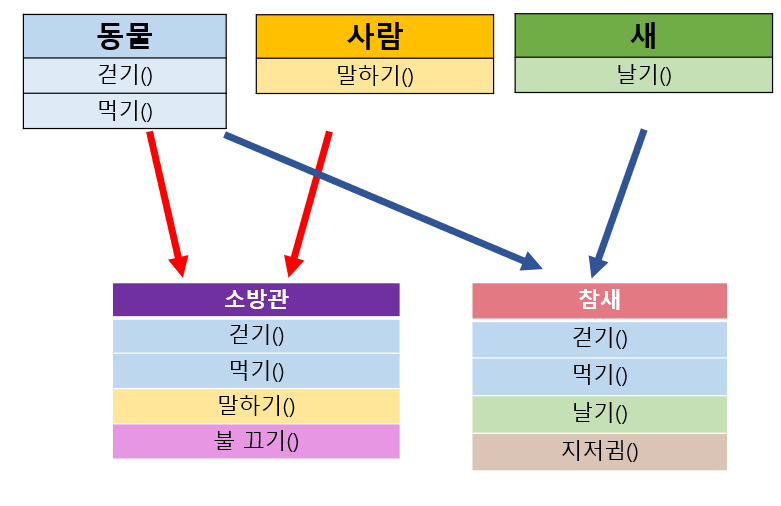 동물
걷기()
먹기()
사람
말하기()
새
날기()
소방관
걷기()
먹기()
말하기()
불 끄기()
참새
걷기()
먹기()
날기()
지저귐()